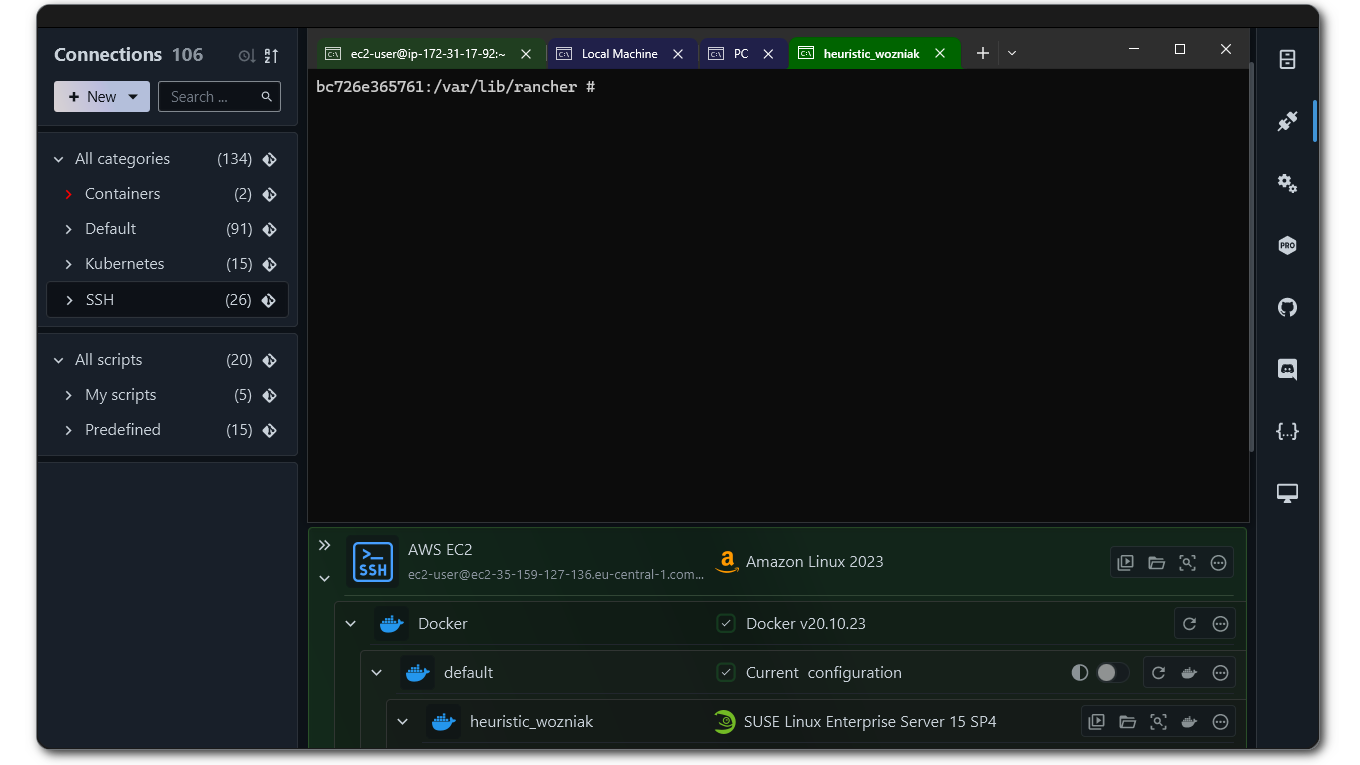 Connections 106
New
Search ...
All categories (134)
Containers (2)
Default (91)
Kubernetes (15)
SSH (26)
All scripts (20)
My scripts (5)
Predefined (15)
ec2-user@ip-172-31-17-92:~
Local Machine
PC
heuristic_wozniak
bc726e365761:/var/lib/rancher #
AWS EC2
ec2-user@ec2-35-159-127-136.eu-central-1.com...
Amazon Linux 2023
Docker
Docker v20.10.23
default
Current configuration
heuristic_wozniak
SUSE Linux Enterprise Server 15 SP4
SSH
PRO